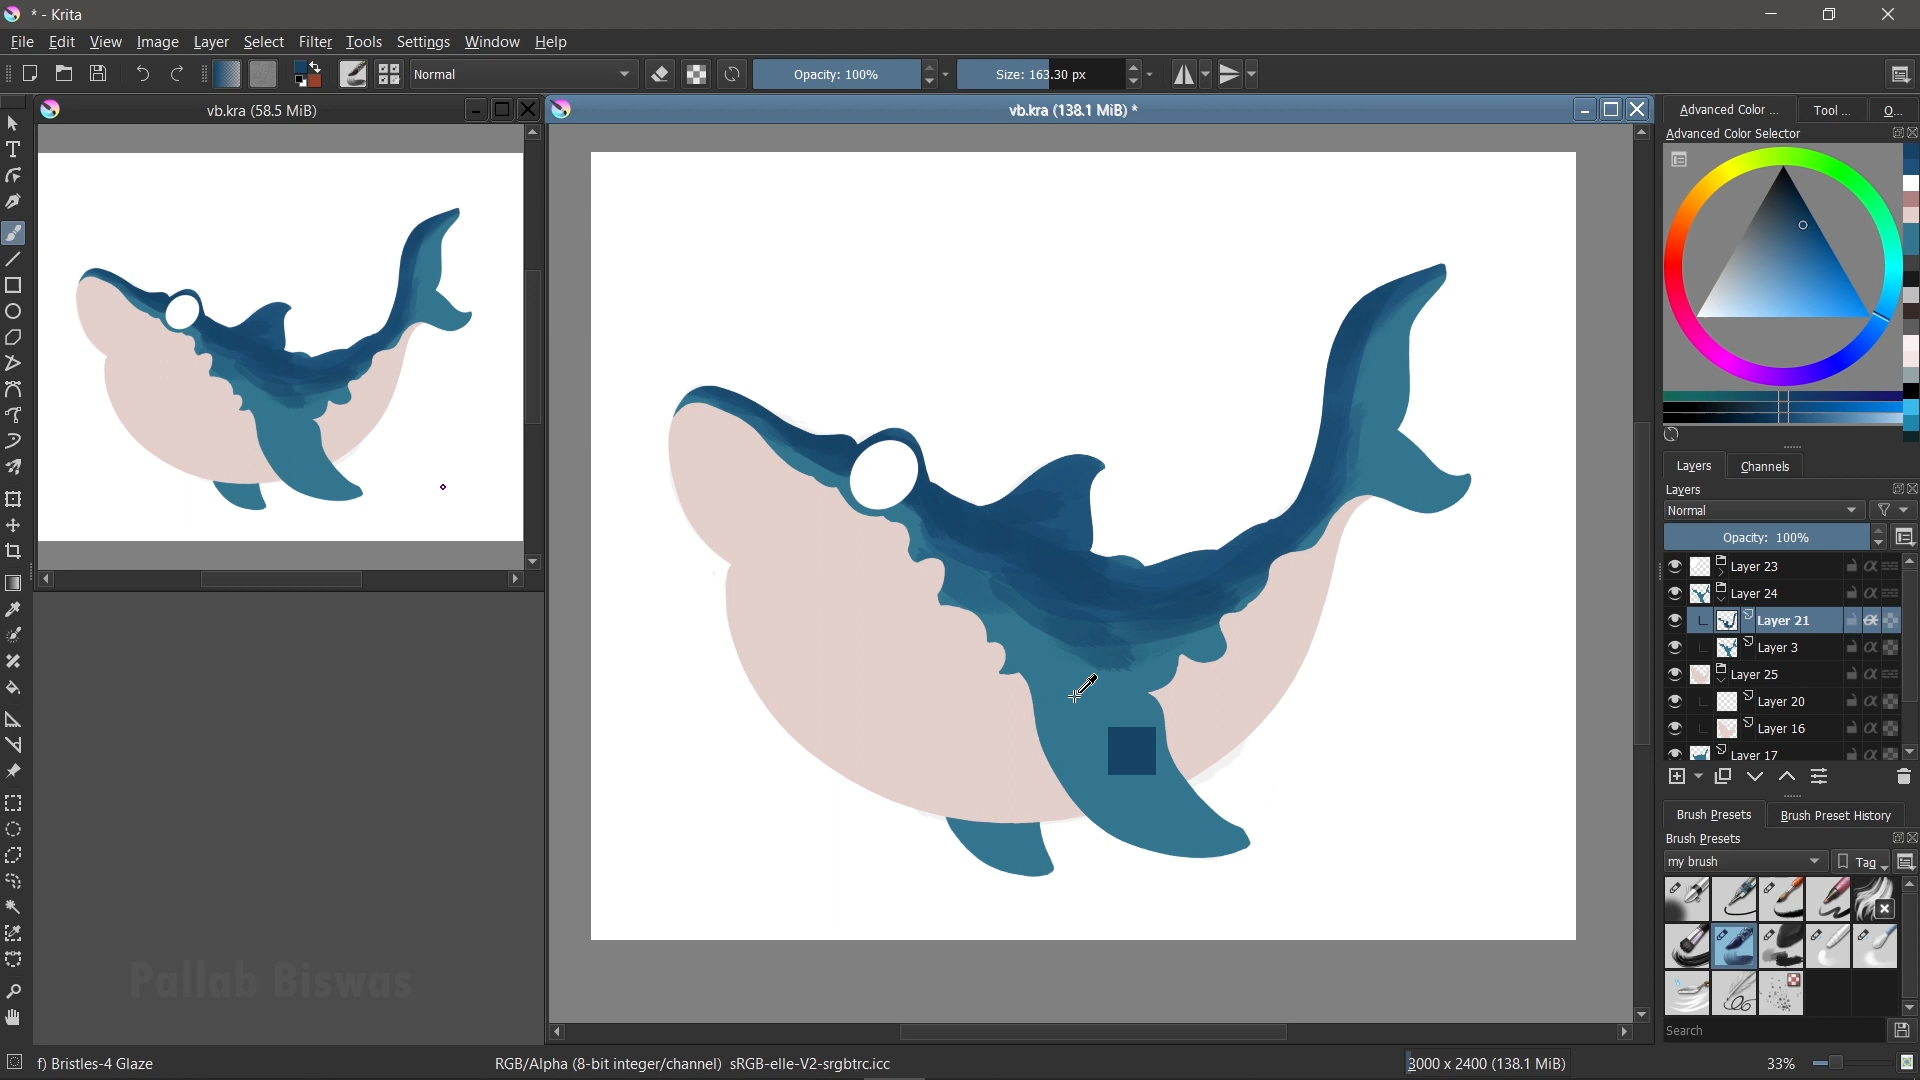 * - Krita
File Edit View Image Layer Select Filter Tools Settings Window Help
Normal Opacity: 100% Size: 163.30 px
vb.kra (58.5 MiB)
vb.kra (138.1 MiB) *
Advanced Color ... Tool ... O...
Advanced Color Selector
Layers Channels
Layers
Normal
Opacity: 100%
Layer 23
Layer 24
Layer 21
Layer 3
Layer 25
Layer 20
Layer 16
Layer 17
Brush Presets Brush Preset History
Brush Presets
my brush Tag
Search
Pallab Biswas
f) Bristles-4 Glaze RGB/Alpha (8-bit integer/channel) sRGB-elle-V2-srgbtrc.icc 3000 x 2400 (138.1 MiB) 33%